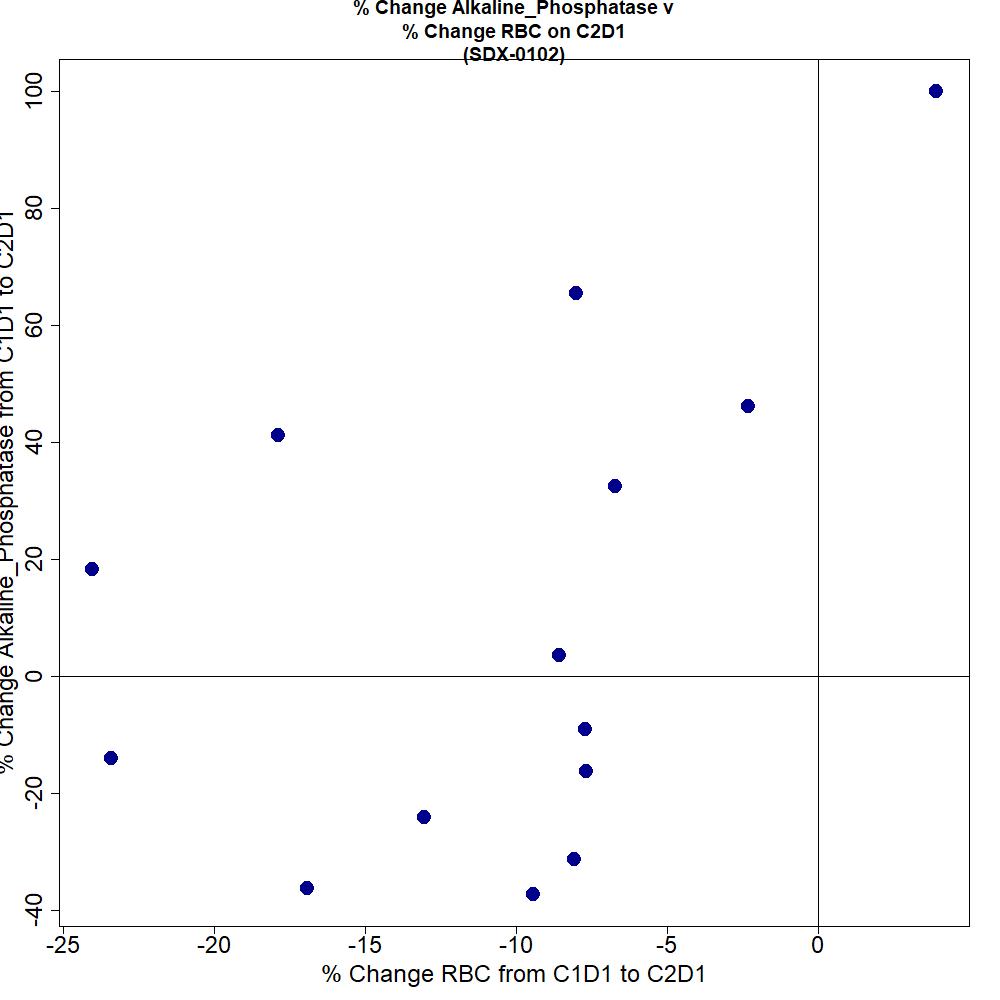 % Change Alkaline_Phosphatase v
% Change RBC on C2D1
(SDX-0102)
% Change Alkaline_Phosphatase from C1D1 to C2D1
100
80
60
40
20
0
-20
-40
-25 -20 -15 -10 -5 0
% Change RBC from C1D1 to C2D1